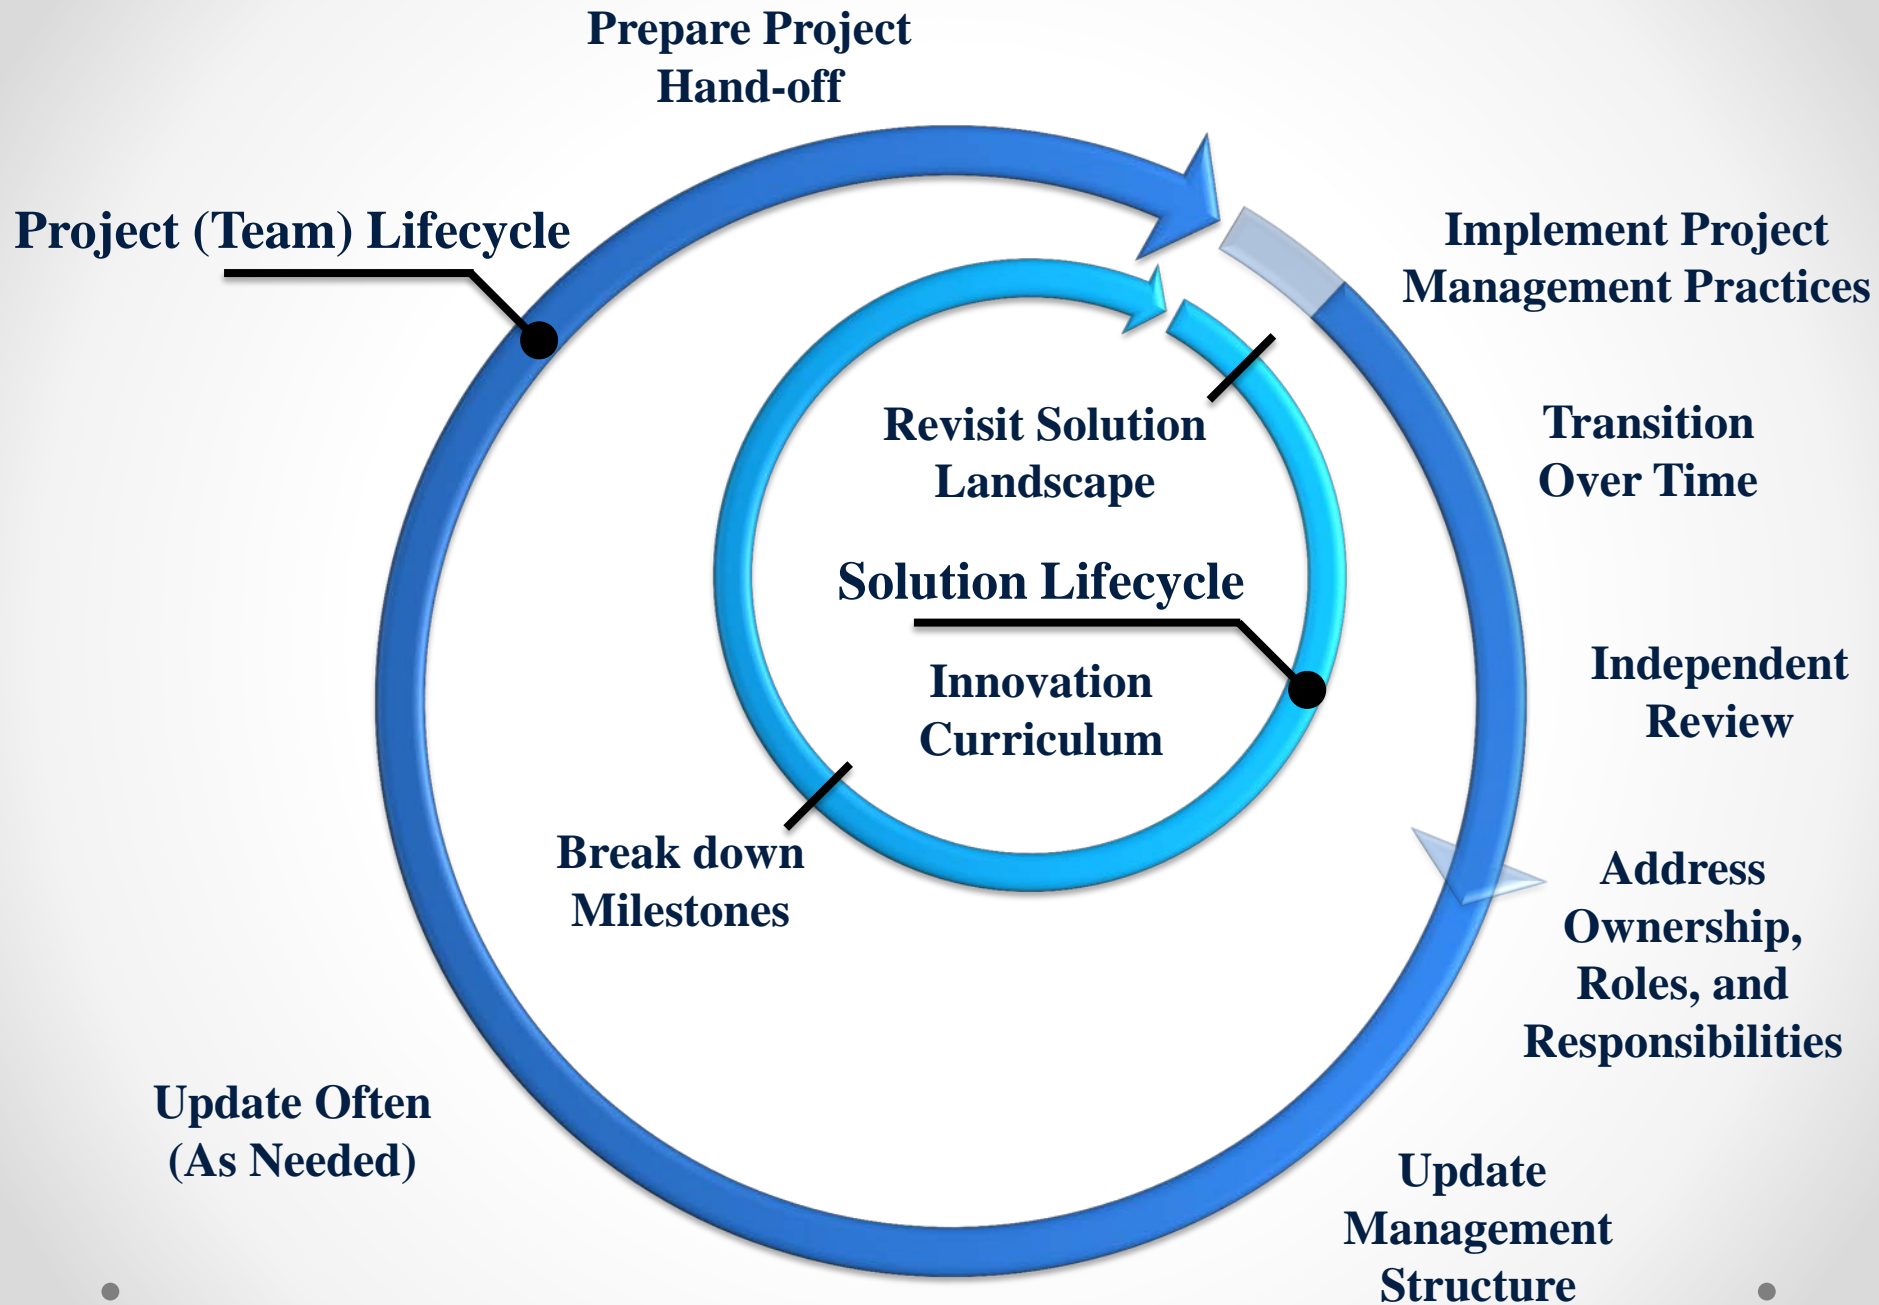 Prepare Project
Hand-off
Project (Team) Lifecycle
Implement Project
Management Practices
Transition
Over Time
Revisit Solution
Landscape
Solution Lifecycle
Innovation
Curriculum
Independent
Review
Break down
Milestones
Address
Ownership,
Roles, and
Responsibilities
Update Often
(As Needed)
Update
Management
Structure